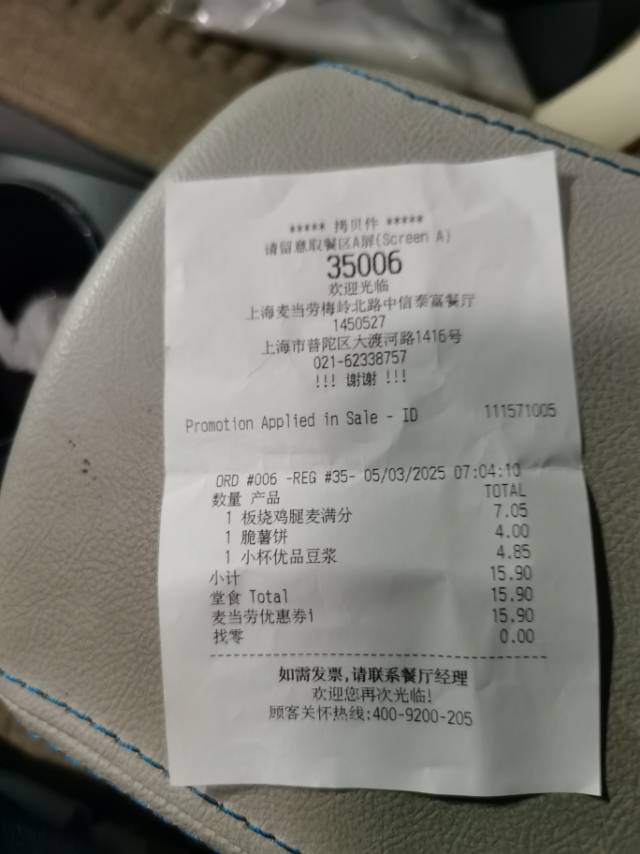 ***** 拷贝件 *****
请留意取餐区A屏(Screen A)
35006
欢迎光临
上海麦当劳梅岭北路中信泰富餐厅
1450527
上海市普陀区大渡河路1416号
021-62338757
!!! 谢谢 !!!
Promotion Applied in Sale - ID 111571005
ORD #006 -REG #35- 05/03/2025 07:04:10
数量 产品 TOTAL
1 板烧鸡腿麦满分 7.05
1 脆薯饼 4.00
1 小杯优品豆浆 4.85
小计 15.90
堂食 Total 15.90
麦当劳优惠券i 15.90
找零 0.00
如需发票,请联系餐厅经理
欢迎您再次光临!
顾客关怀热线:400-9200-205